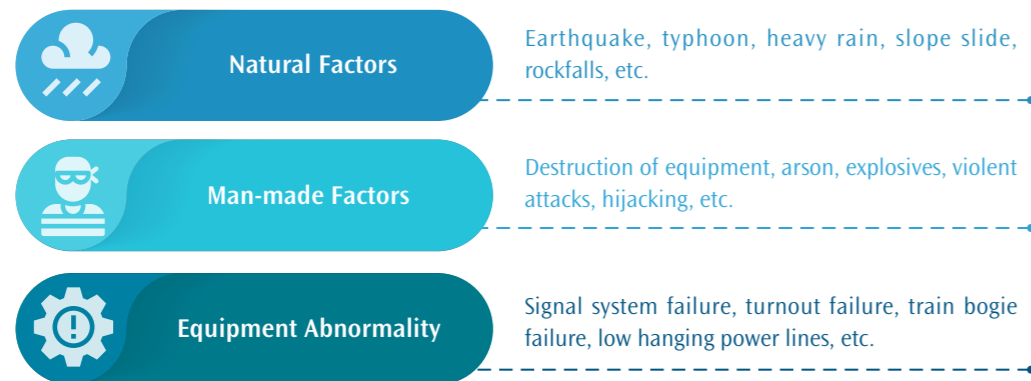 Natural Factors
Earthquake, typhoon, heavy rain, slope slide,
rockfalls, etc.
Man-made Factors
Destruction of equipment, arson, explosives, violent
attacks, hijacking, etc.
Equipment Abnormality
Signal system failure, turnout failure, train bogie
failure, low hanging power lines, etc.